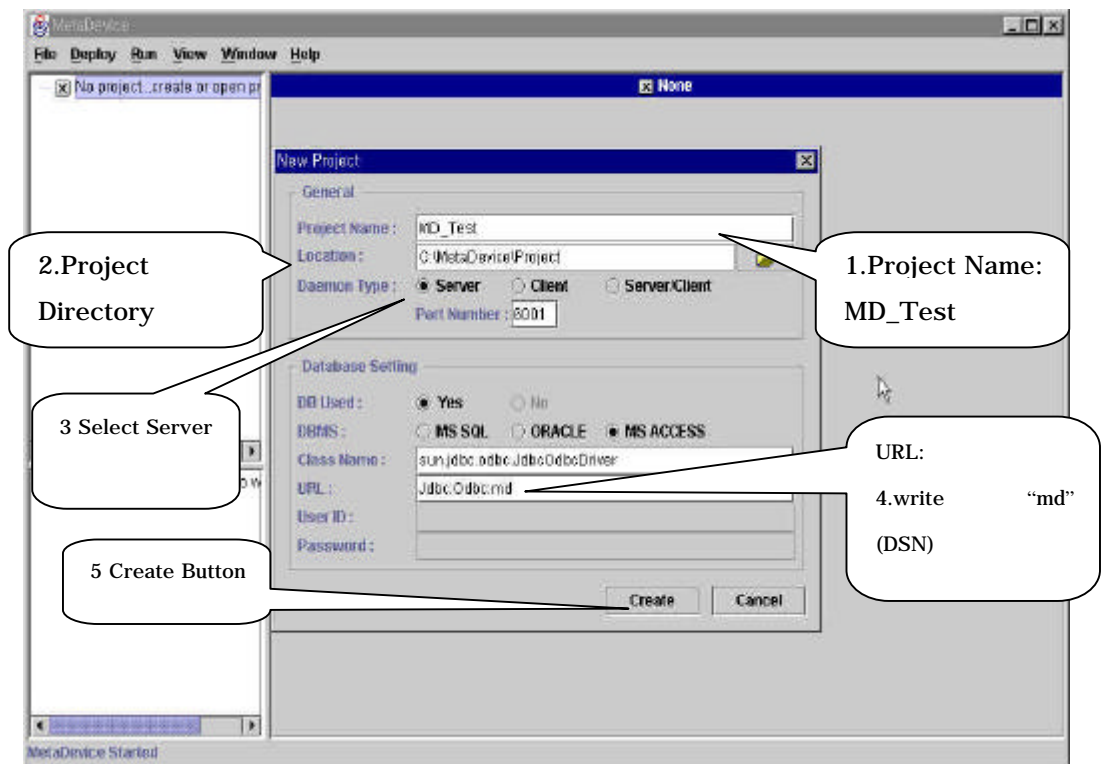 MetaDevice
File Deploy Run View Window Help
No project...create or open pr
None
New Project
General
Project Name : MD_Test
Location : C:\MetaDevice\Project
Daemon Type : Server Client Server/Client
Port Number : 8001
Database Setting
DB Used : Yes No
DBMS : MS SQL ORACLE MS ACCESS
Class Name : sun.jdbc.odbc.JdbcOdbcDriver
URL : Jdbc:Odbc:md
User ID :
Password :
Create Cancel
2.Project
Directory
1.Project Name:
MD_Test
3 Select Server
URL:
4.write “md”
(DSN)
5 Create Button
MetaDevice Started